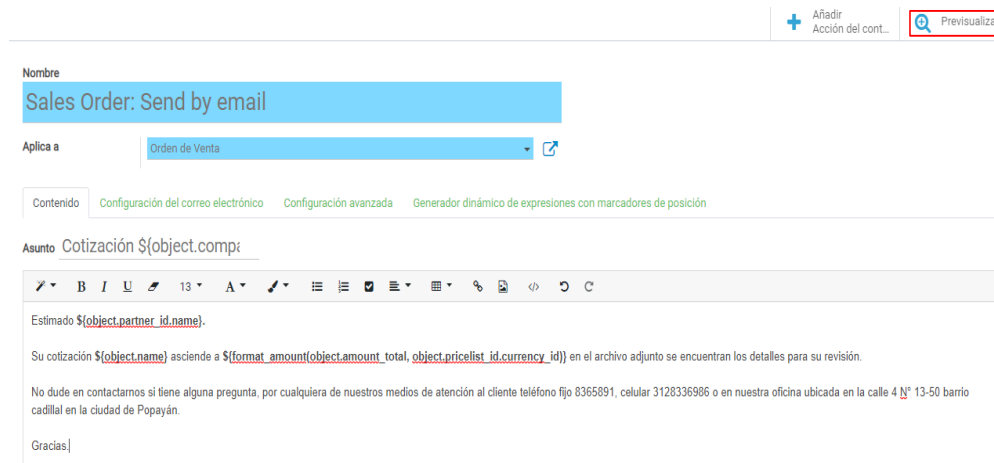 Añadir
Acción del cont...
Previsualiza
Nombre
Sales Order: Send by email
Aplica a
Orden de Venta
Contenido
Configuración del correo electrónico
Configuración avanzada
Generador dinámico de expresiones con marcadores de posición
Asunto Cotización ${object.compa
B I U 13 A
Estimado ${object.partner_id.name}.
Su cotización ${object.name} asciende a ${format_amount(object.amount_total, object.pricelist_id.currency_id)} en el archivo adjunto se encuentran los detalles para su revisión.
No dude en contactarnos si tiene alguna pregunta, por cualquiera de nuestros medios de atención al cliente teléfono fijo 8365891, celular 3128336986 o en nuestra oficina ubicada en la calle 4 N° 13-50 barrio
cadillal en la ciudad de Popayán.
Gracias.